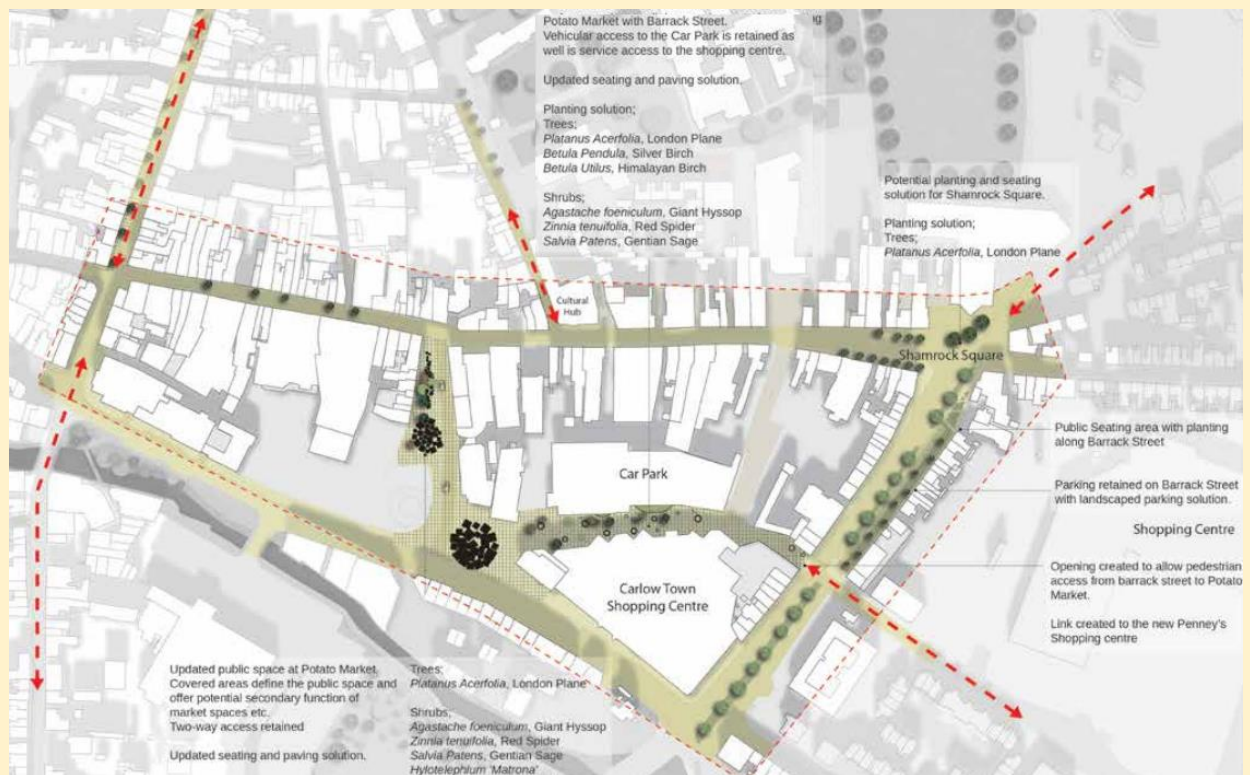 Potato Market with Barrack Street.
Vehicular access to the Car Park is retained as
well is service access to the shopping centre.
Updated seating and paving solution.
Planting solution;
Trees;
Platanus Acerfolia, London Plane
Betula Pendula, Silver Birch
Betula Utilus, Himalayan Birch
Shrubs;
Agastache foeniculum, Giant Hyssop
Zinnia tenuifolia, Red Spider
Salvia Patens, Gentian Sage
Potential planting and seating
solution for Shamrock Square.
Planting solution;
Trees;
Platanus Acerfolia, London Plane
Cultural
Hub
Shamrock Square
Public Seating area with planting
along Barrack Street
Car Park
Parking retained on Barrack Street
with landscaped parking solution.
Shopping Centre
Opening created to allow pedestrian
access from barrack street to Potato
Market.
Link created to the new Penney's
Shopping centre
Carlow Town
Shopping Centre
Updated public space at Potato Market.
Covered areas define the public space and
offer potential secondary function of
market spaces etc.
Two-way access retained
Updated seating and paving solution.
Trees;
Platanus Acerfolia, London Plane
Shrubs;
Agastache foeniculum, Giant Hyssop
Zinnia tenuifolia, Red Spider
Salvia Patens, Gentian Sage
Hylotelephium 'Matrona'